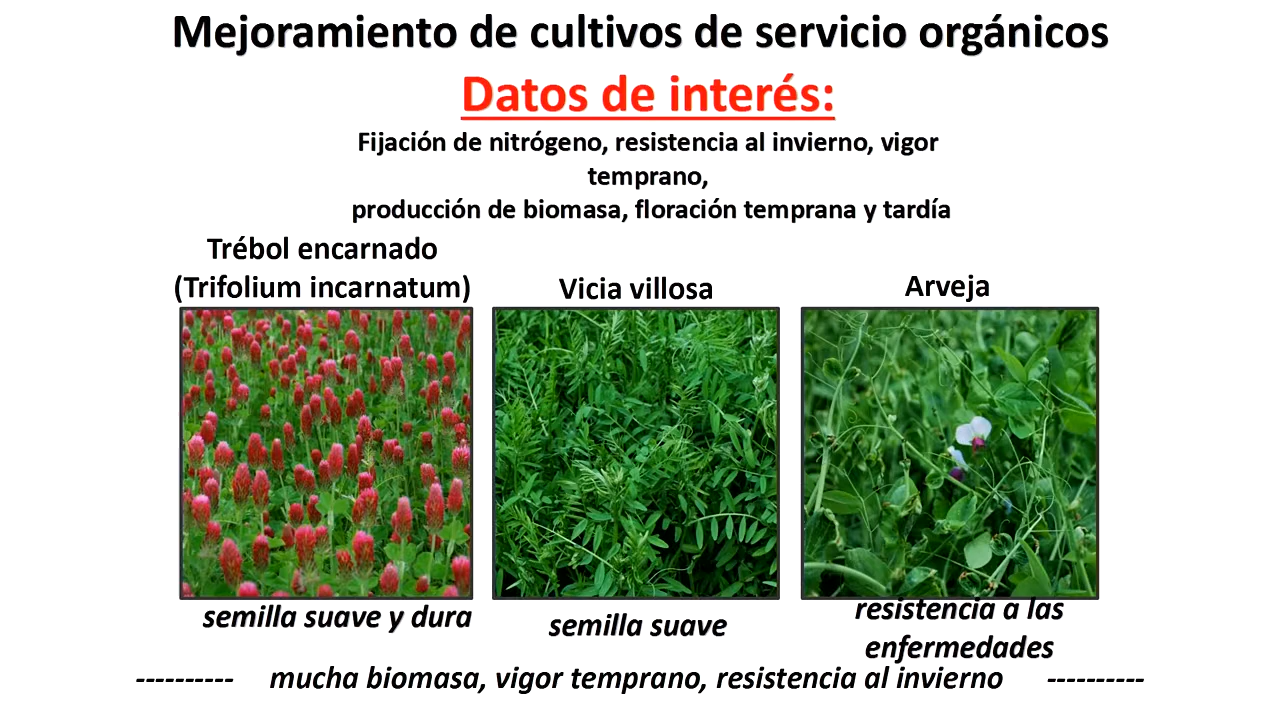 Mejoramiento de cultivos de servicio orgánicos
Datos de interés:
Fijación de nitrógeno, resistencia al invierno, vigor
temprano,
producción de biomasa, floración temprana y tardía
Trébol encarnado
(Trifolium incarnatum)
Vicia villosa
Arveja
semilla suave y dura
semilla suave
resistencia a las
enfermedades
---------- mucha biomasa, vigor temprano, resistencia al invierno ----------